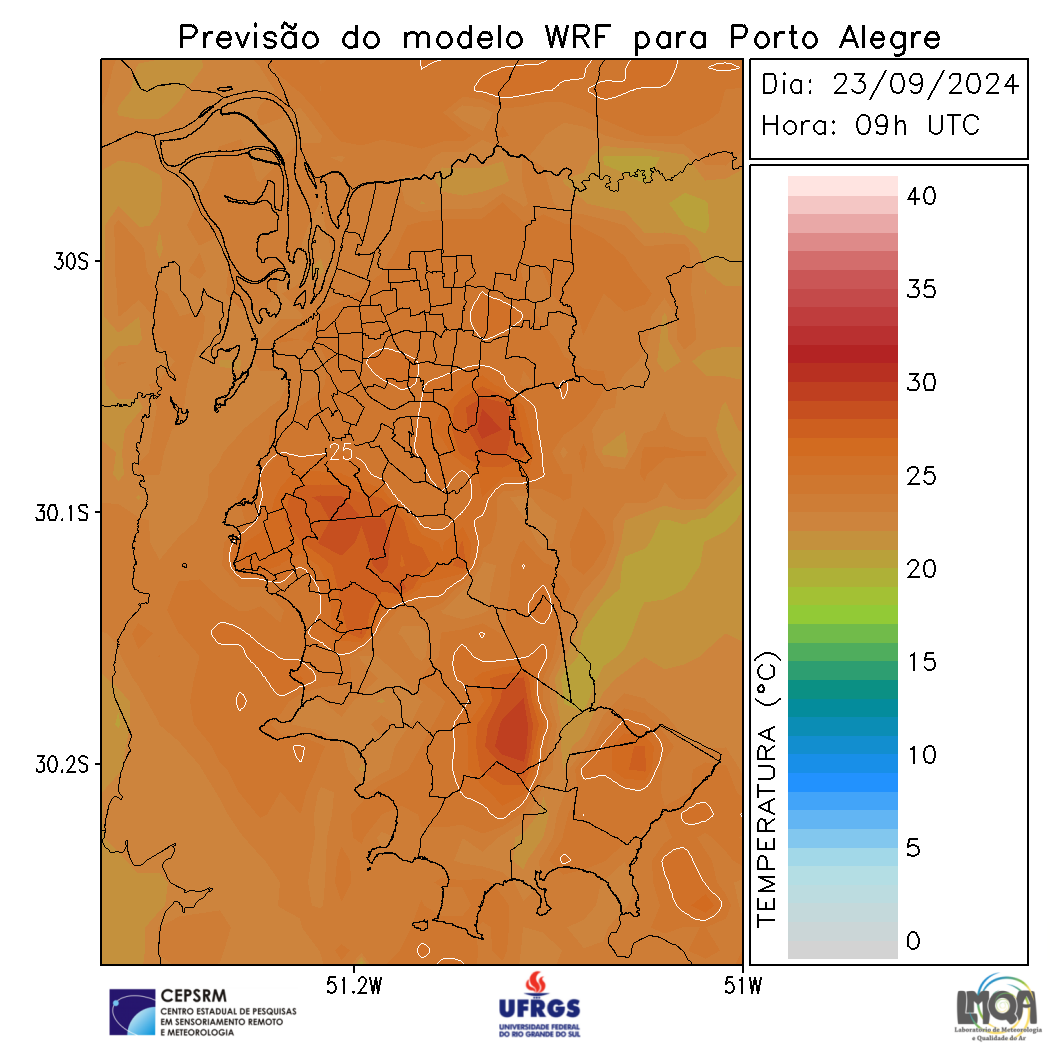 Previsão do modelo WRF para Porto Alegre
Dia: 23/09/2024
Hora: 09h UTC
40
35
30
25
20
15
10
5
0
TEMPERATURA (°C)
30S
30.1S
30.2S
25
51.2W
51W
CEPSRM
CENTRO ESTADUAL DE PESQUISAS
EM SENSORIAMENTO REMOTO
E METEOROLOGIA
UFRGS
UNIVERSIDADE FEDERAL
DO RIO GRANDE DO SUL
LMQA
Laboratório de Meteorologia
e Qualidade do Ar